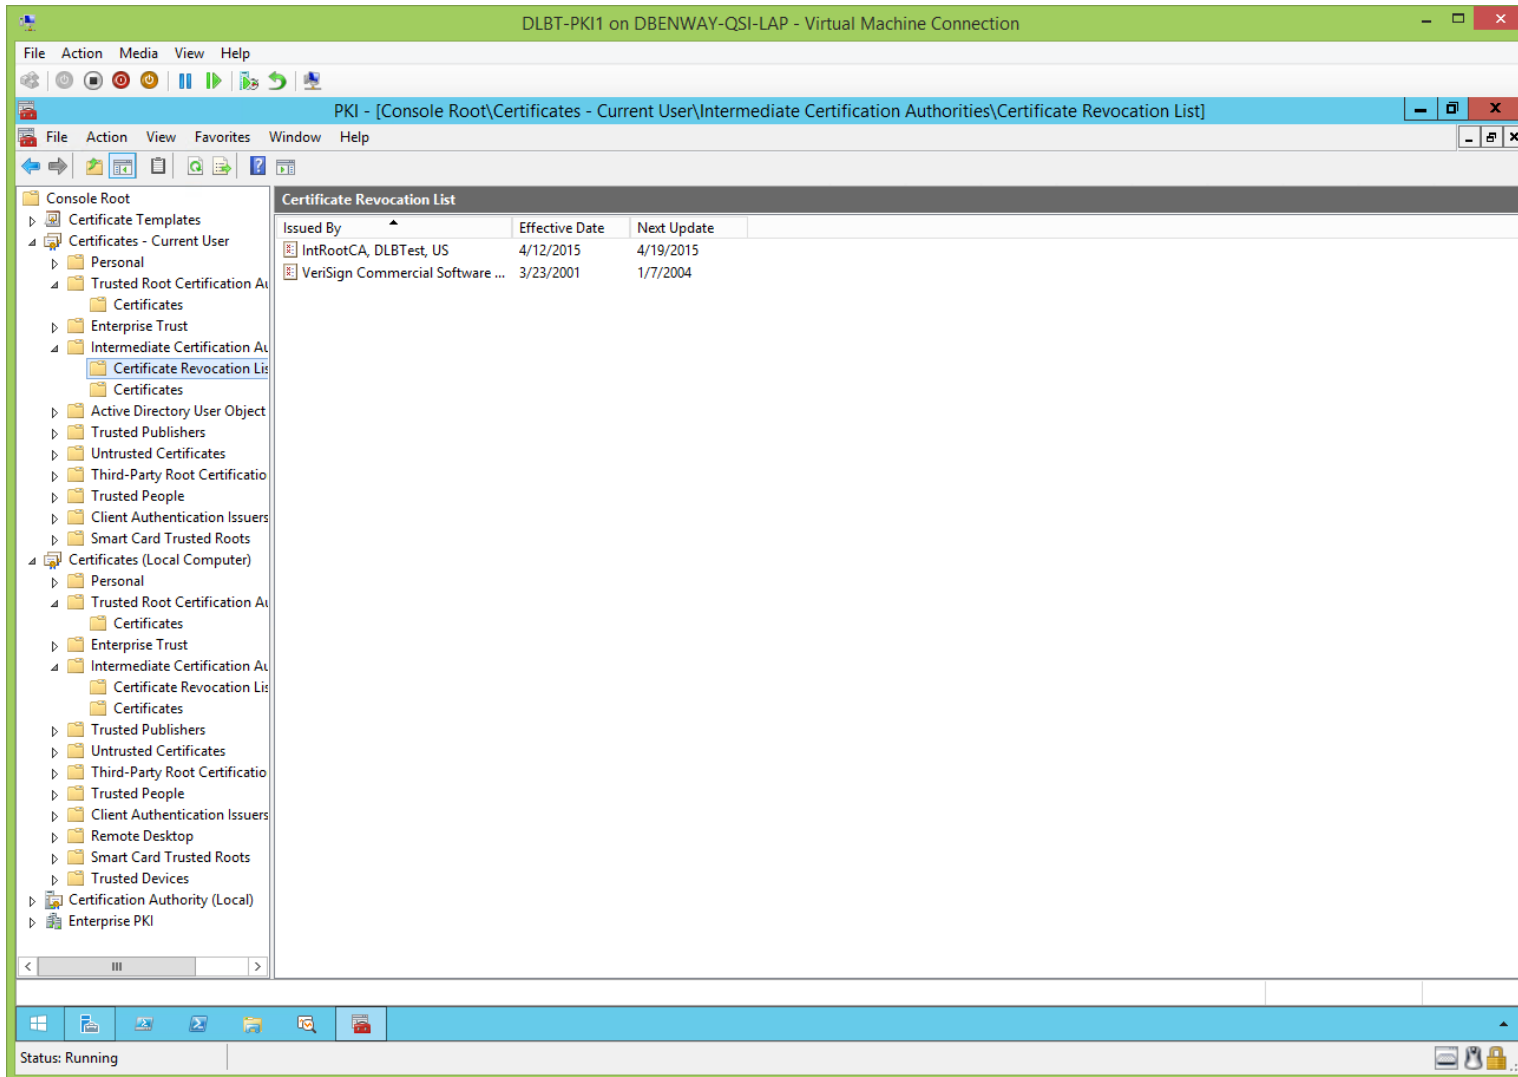 DLBT-PKI1 on DBENWAY-QSI-LAP - Virtual Machine Connection
File Action Media View Help
PKI - [Console Root\Certificates - Current User\Intermediate Certification Authorities\Certificate Revocation List]
File Action View Favorites Window Help
Console Root
Certificate Templates
Certificates - Current User
Personal
Trusted Root Certification Au
Certificates
Enterprise Trust
Intermediate Certification Au
Certificate Revocation Lis
Certificates
Active Directory User Object
Trusted Publishers
Untrusted Certificates
Third-Party Root Certificatio
Trusted People
Client Authentication Issuers
Smart Card Trusted Roots
Certificates (Local Computer)
Personal
Trusted Root Certification Au
Certificates
Enterprise Trust
Intermediate Certification Au
Certificate Revocation Lis
Certificates
Trusted Publishers
Untrusted Certificates
Third-Party Root Certificatio
Trusted People
Client Authentication Issuers
Remote Desktop
Smart Card Trusted Roots
Trusted Devices
Certification Authority (Local)
Enterprise PKI
Certificate Revocation List
Issued By Effective Date Next Update
IntRootCA, DLBTest, US 4/12/2015 4/19/2015
VeriSign Commercial Software ... 3/23/2001 1/7/2004
Status: Running